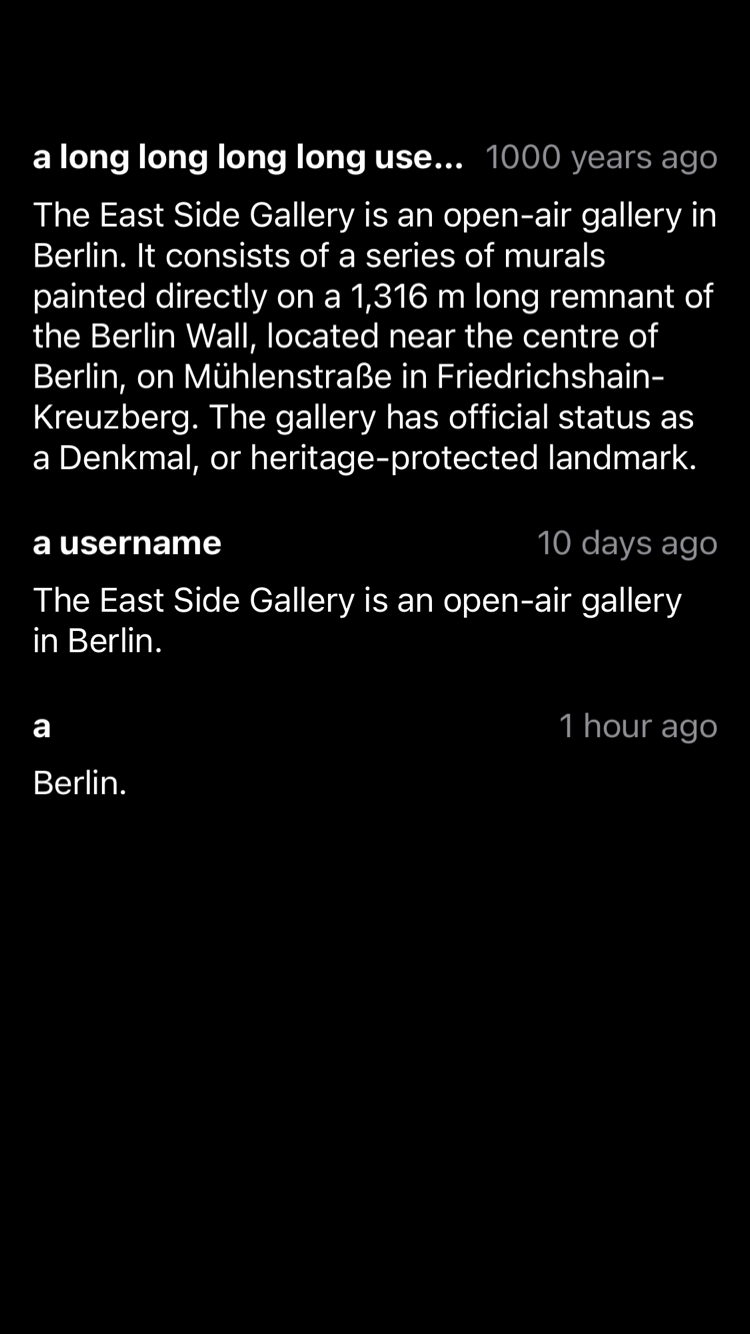 a long long long long use... 1000 years ago
The East Side Gallery is an open-air gallery in
Berlin. It consists of a series of murals
painted directly on a 1,316 m long remnant of
the Berlin Wall, located near the centre of
Berlin, on Mühlenstraße in Friedrichshain-
Kreuzberg. The gallery has official status as
a Denkmal, or heritage-protected landmark.
a username 10 days ago
The East Side Gallery is an open-air gallery
in Berlin.
a 1 hour ago
Berlin.